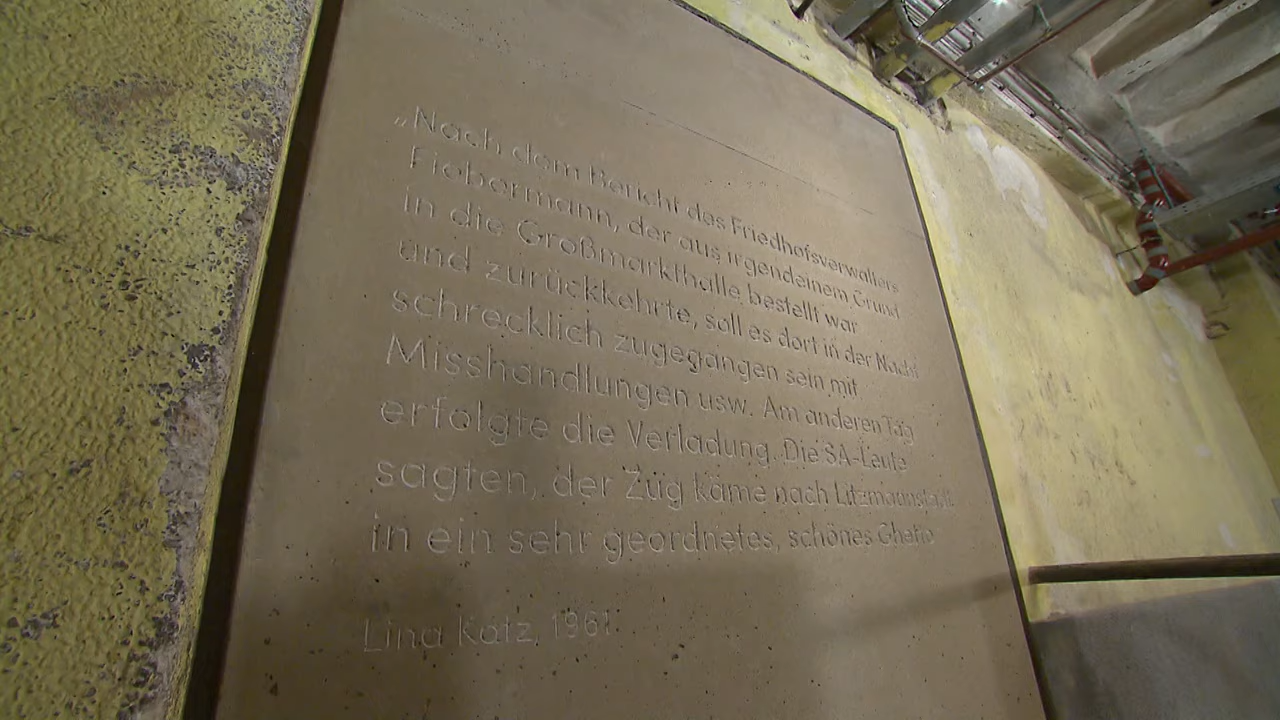 „Nach dem Bericht des Friedhofsverwalters
Fiebermann, der aus irgendeinem Grund
in die Großmarkthalle bestellt war
und zurückkehrte, soll es dort in der Nacht
schrecklich zugegangen sein mit
Misshandlungen usw. Am anderen Tag
erfolgte die Verladung. Die SA-Leute
sagten, der Zug käme nach Litzmannstadt
in ein sehr geordnetes, schönes Ghetto
Lina Katz, 1961